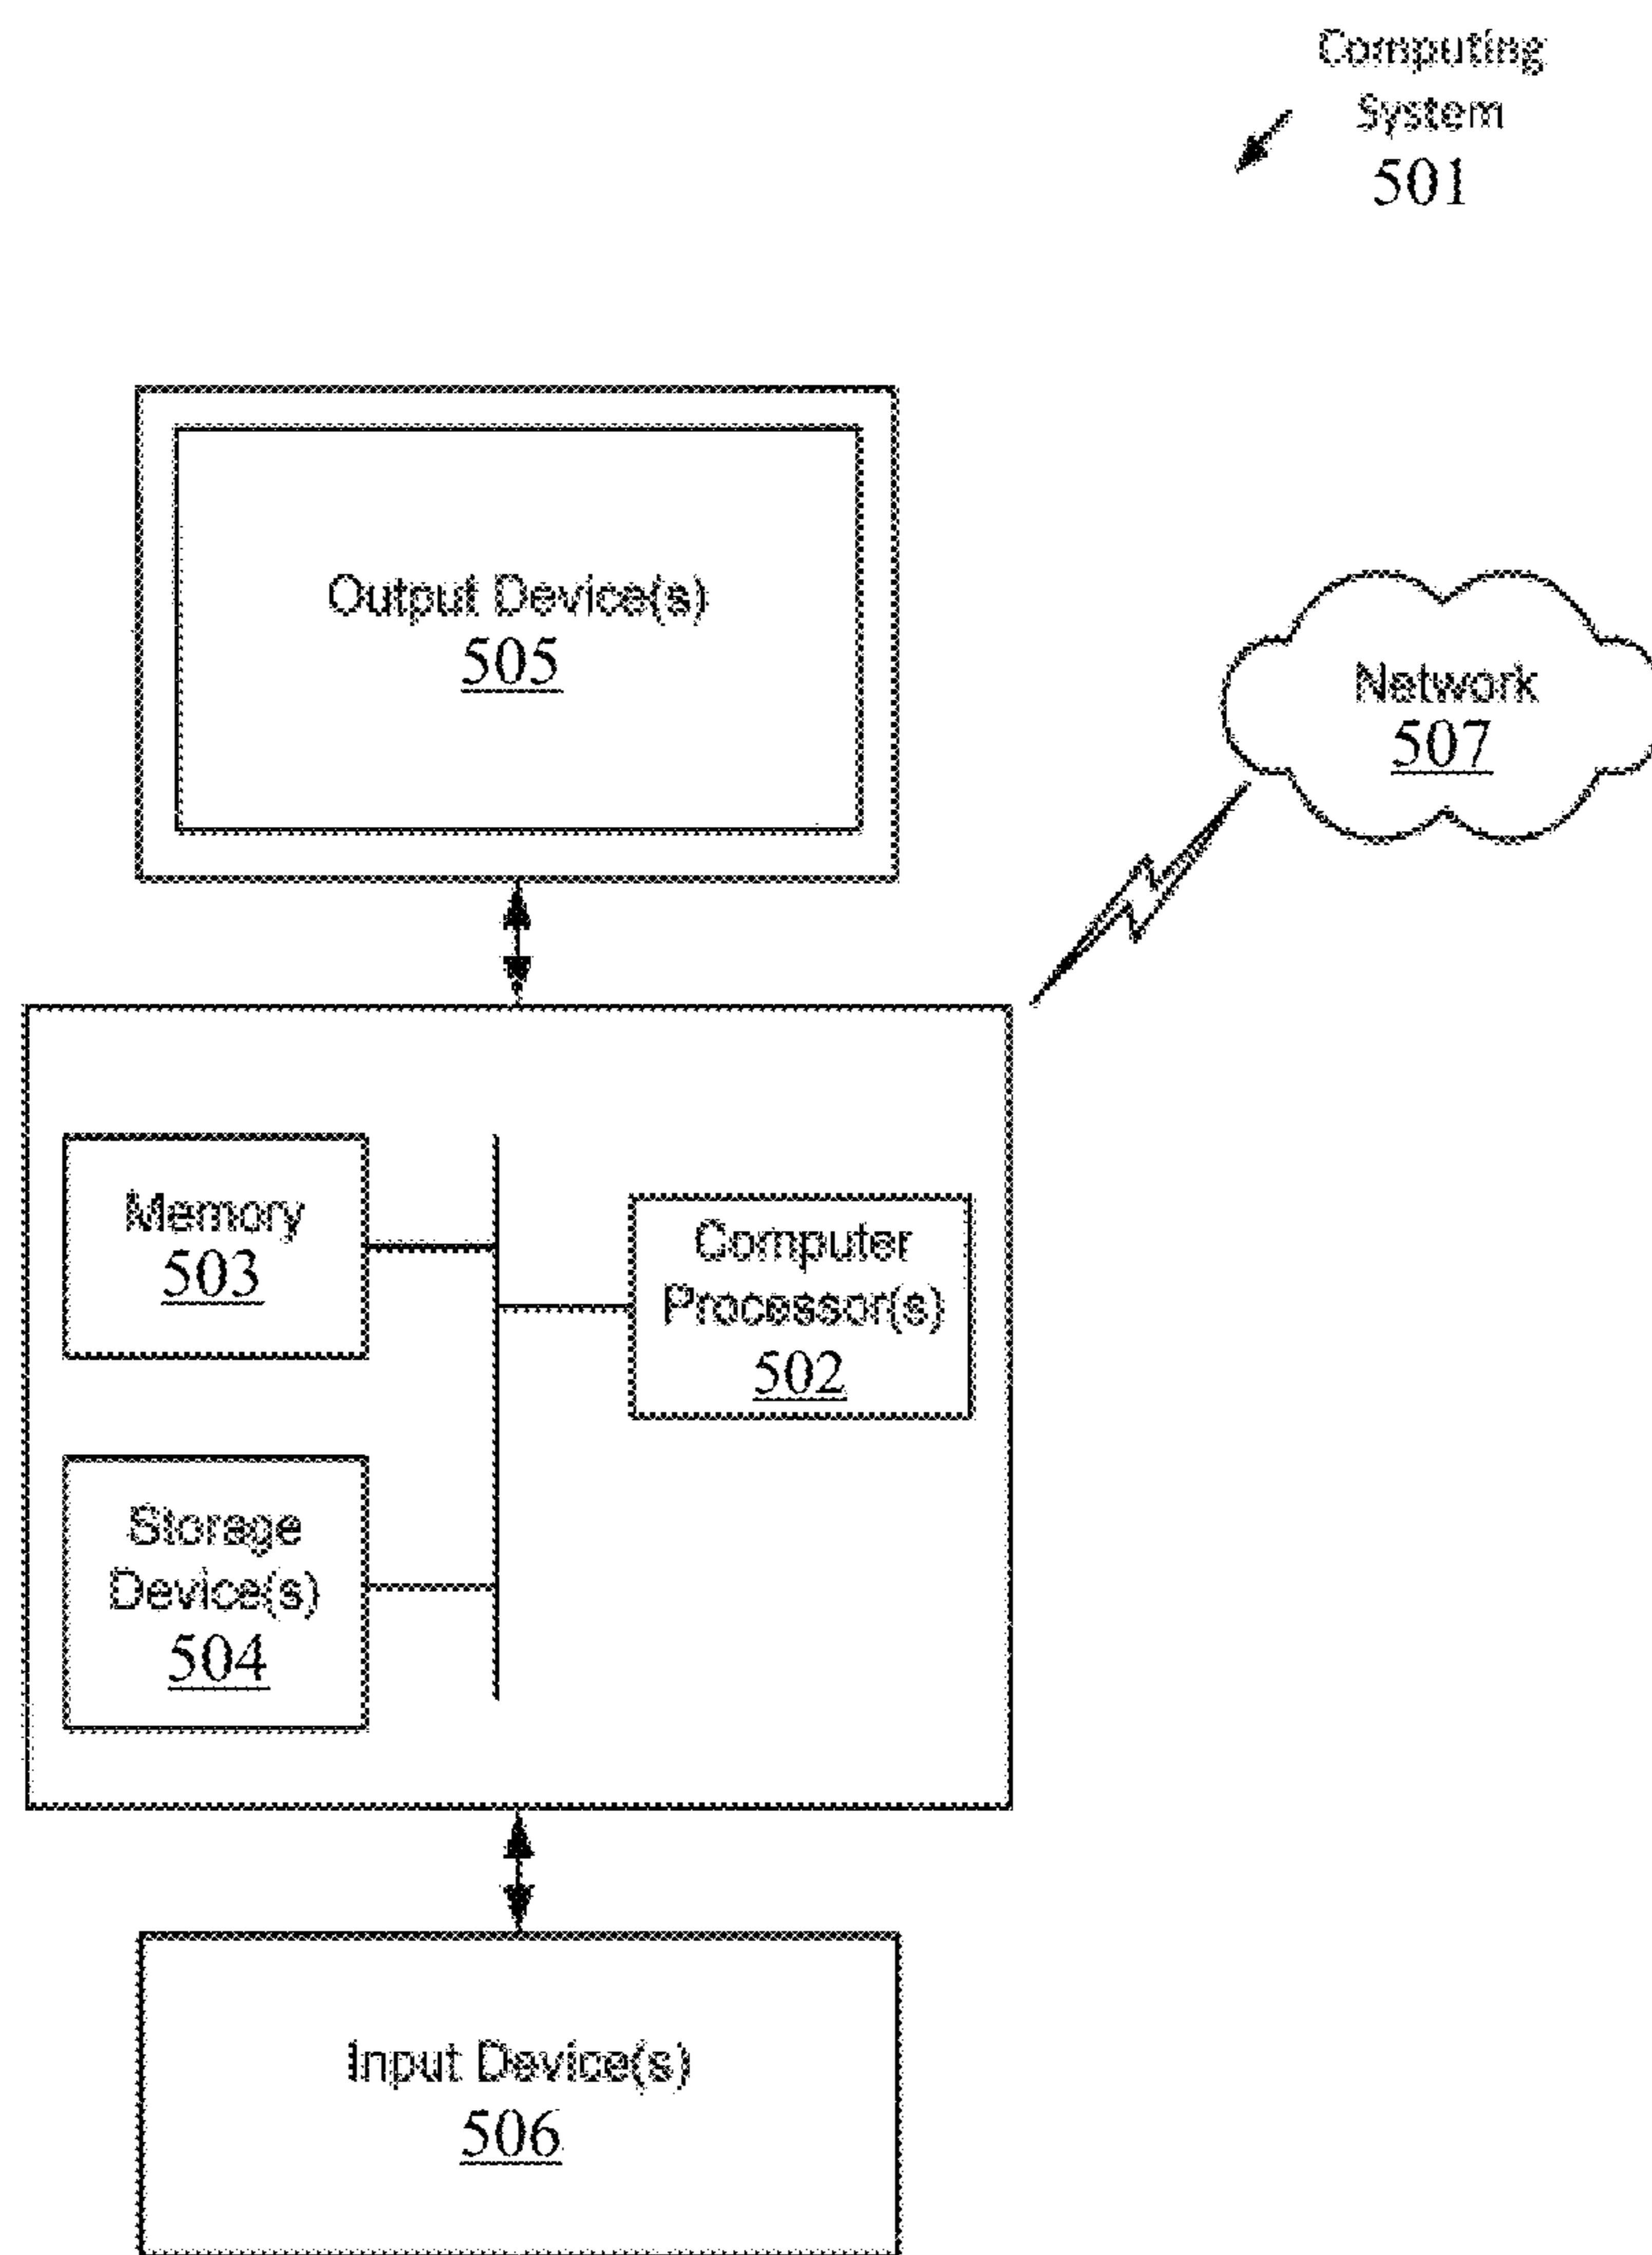 Computing
System
501
Output Device(s)
505
Network
507
Memory
503
Computer
Processor(s)
502
Storage
Device(s)
504
Input Device(s)
506